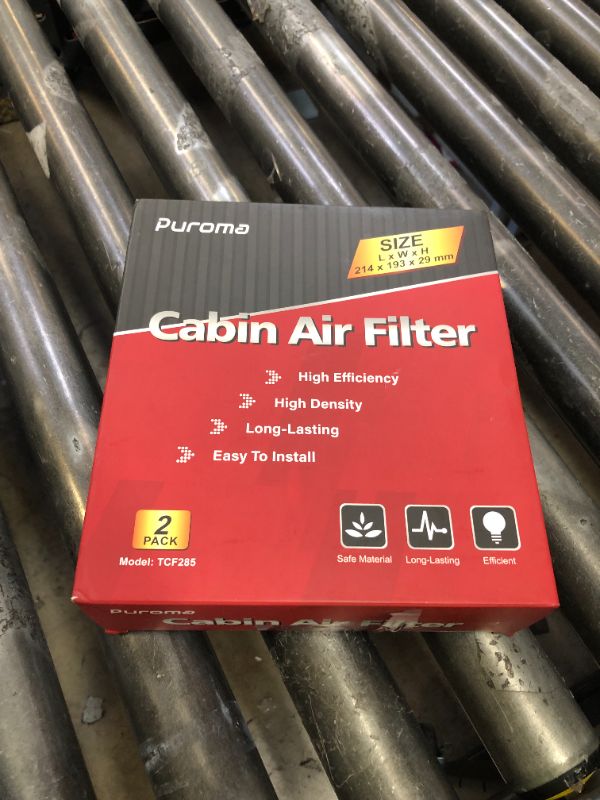 Puroma
SIZE
L x W x H
214 x 193 x 29 mm
Cabin Air Filter
High Efficiency
High Density
Long-Lasting
Easy To Install
2
PACK
Model: TCF285
Safe Material
Long-Lasting
Efficient
Puroma
Cabin Air Filter